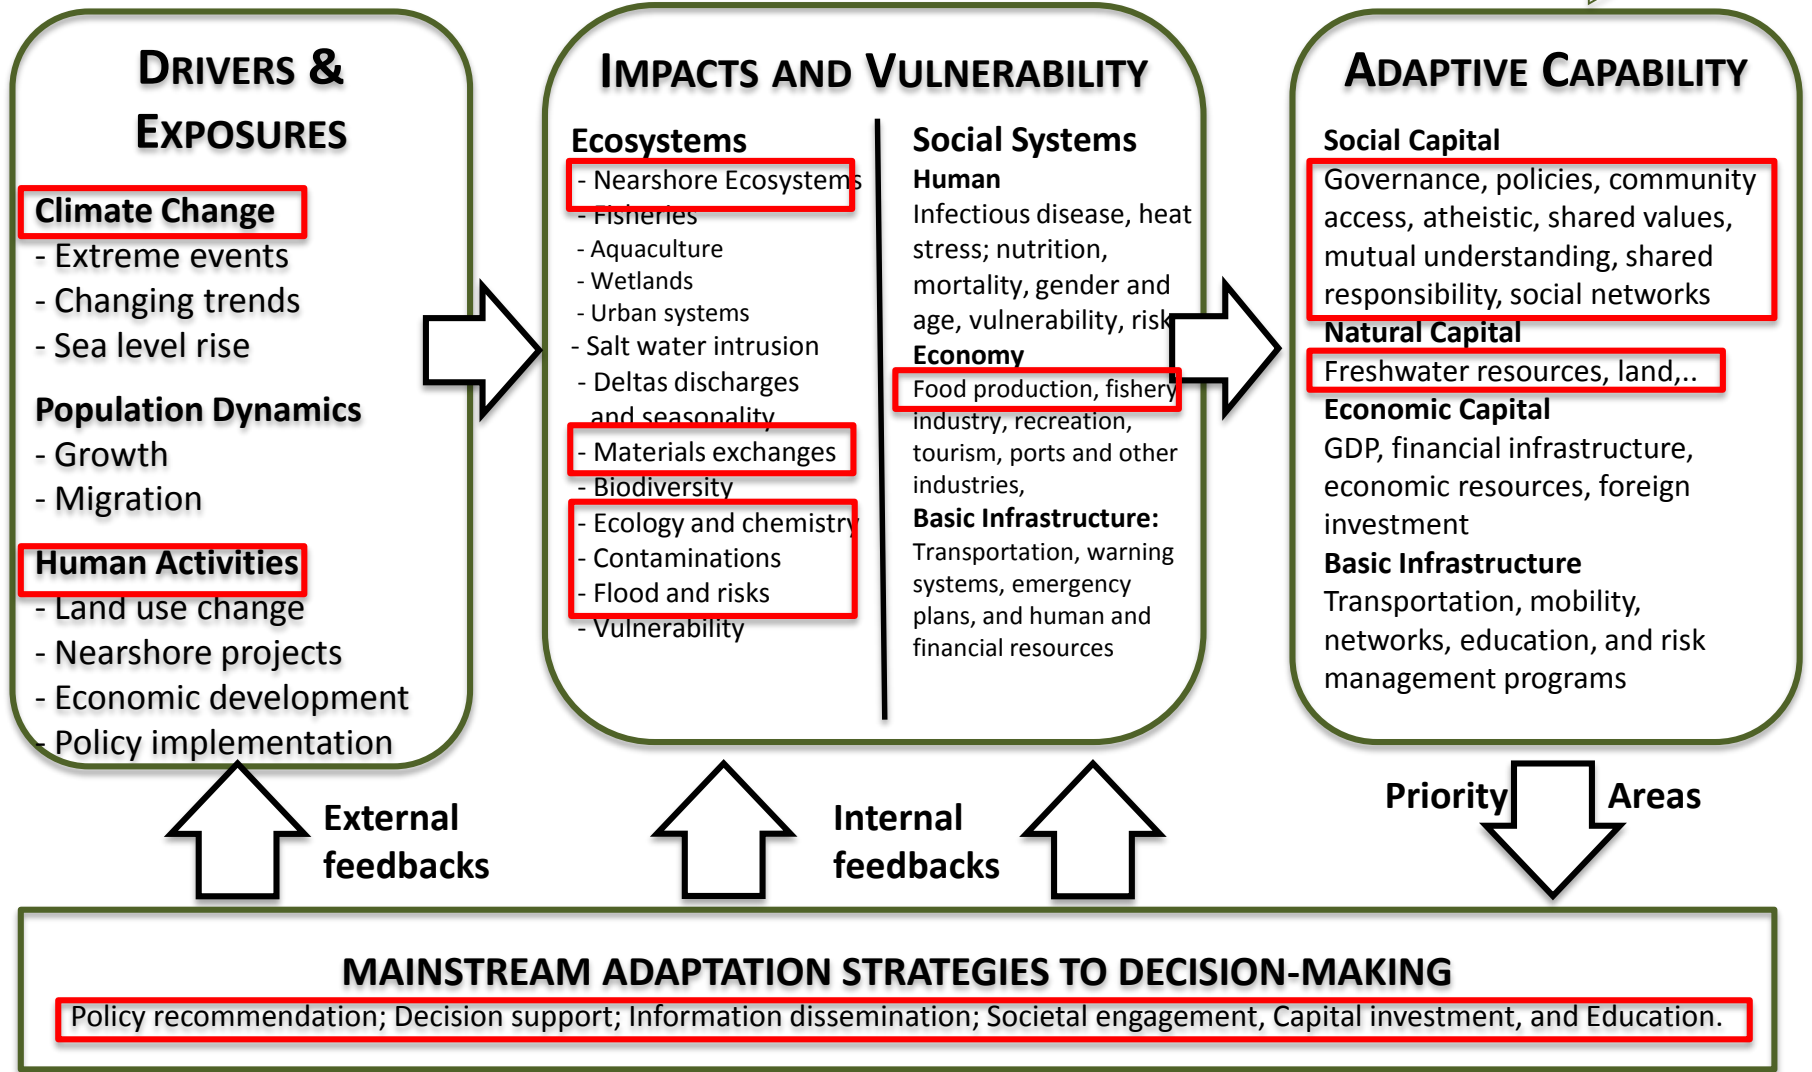 DRIVERS &
EXPOSURES
Climate Change
- Extreme events
- Changing trends
- Sea level rise
Population Dynamics
- Growth
- Migration
Human Activities
- Land use change
- Nearshore projects
- Economic development
- Policy implementation
IMPACTS AND VULNERABILITY
Ecosystems
- Nearshore Ecosystems
- Fisheries
- Aquaculture
- Wetlands
- Urban systems
- Salt water intrusion
- Deltas discharges
and seasonality
- Materials exchanges
- Biodiversity
- Ecology and chemistry
- Contaminations
- Flood and risks
- Vulnerability
Social Systems
Human
Infectious disease, heat
stress; nutrition,
mortality, gender and
age, vulnerability, risk
Economy
Food production, fishery
industry, recreation,
tourism, ports and other
industries,
Basic Infrastructure:
Transportation, warning
systems, emergency
plans, and human and
financial resources
ADAPTIVE CAPABILITY
Social Capital
Governance, policies, community
access, atheistic, shared values,
mutual understanding, shared
responsibility, social networks
Natural Capital
Freshwater resources, land,..
Economic Capital
GDP, financial infrastructure,
economic resources, foreign
investment
Basic Infrastructure
Transportation, mobility,
networks, education, and risk
management programs
External
feedbacks
Internal
feedbacks
Priority Areas
MAINSTREAM ADAPTATION STRATEGIES TO DECISION-MAKING
Policy recommendation; Decision support; Information dissemination; Societal engagement, Capital investment, and Education.